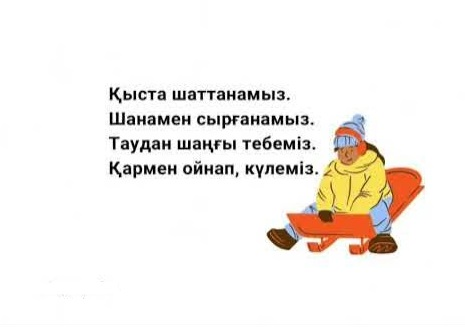 Қыста шаттанамыз.
Шанамен сырғанамыз.
Таудан шаңғы тебеміз.
Қармен ойнап, күлеміз.